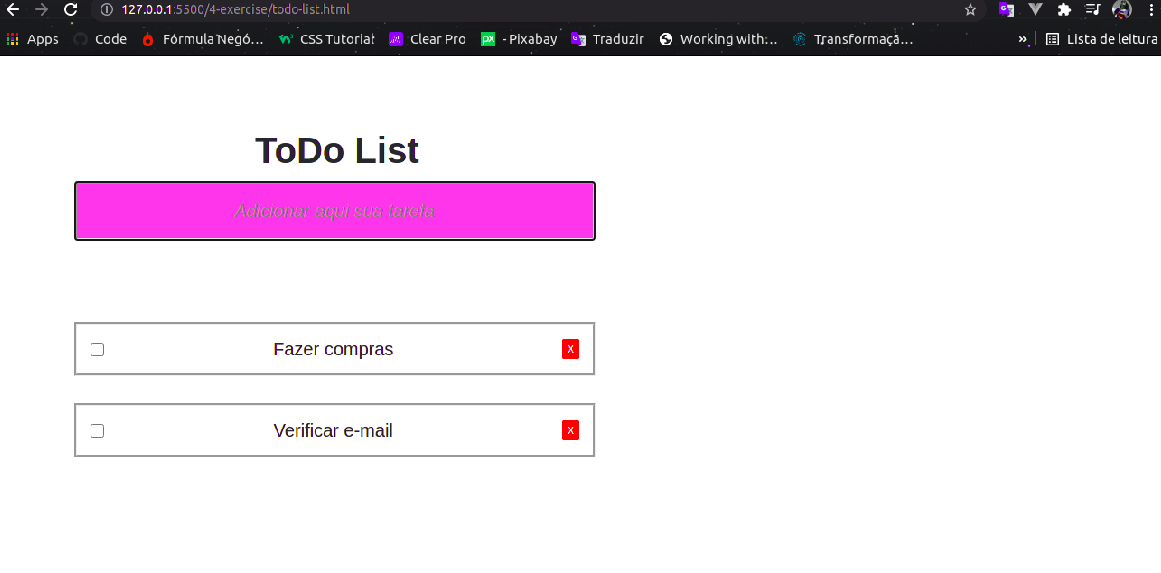 127.0.0.1:5500/4-exercise/todo-list.html
Apps Code Fórmula Negó... CSS Tutorial Clear Pro px - Pixabay Traduzir Working with:... Transformaçã... » Lista de leitura
ToDo List
Adicionar aqui sua tarefa
Fazer compras x
Verificar e-mail x